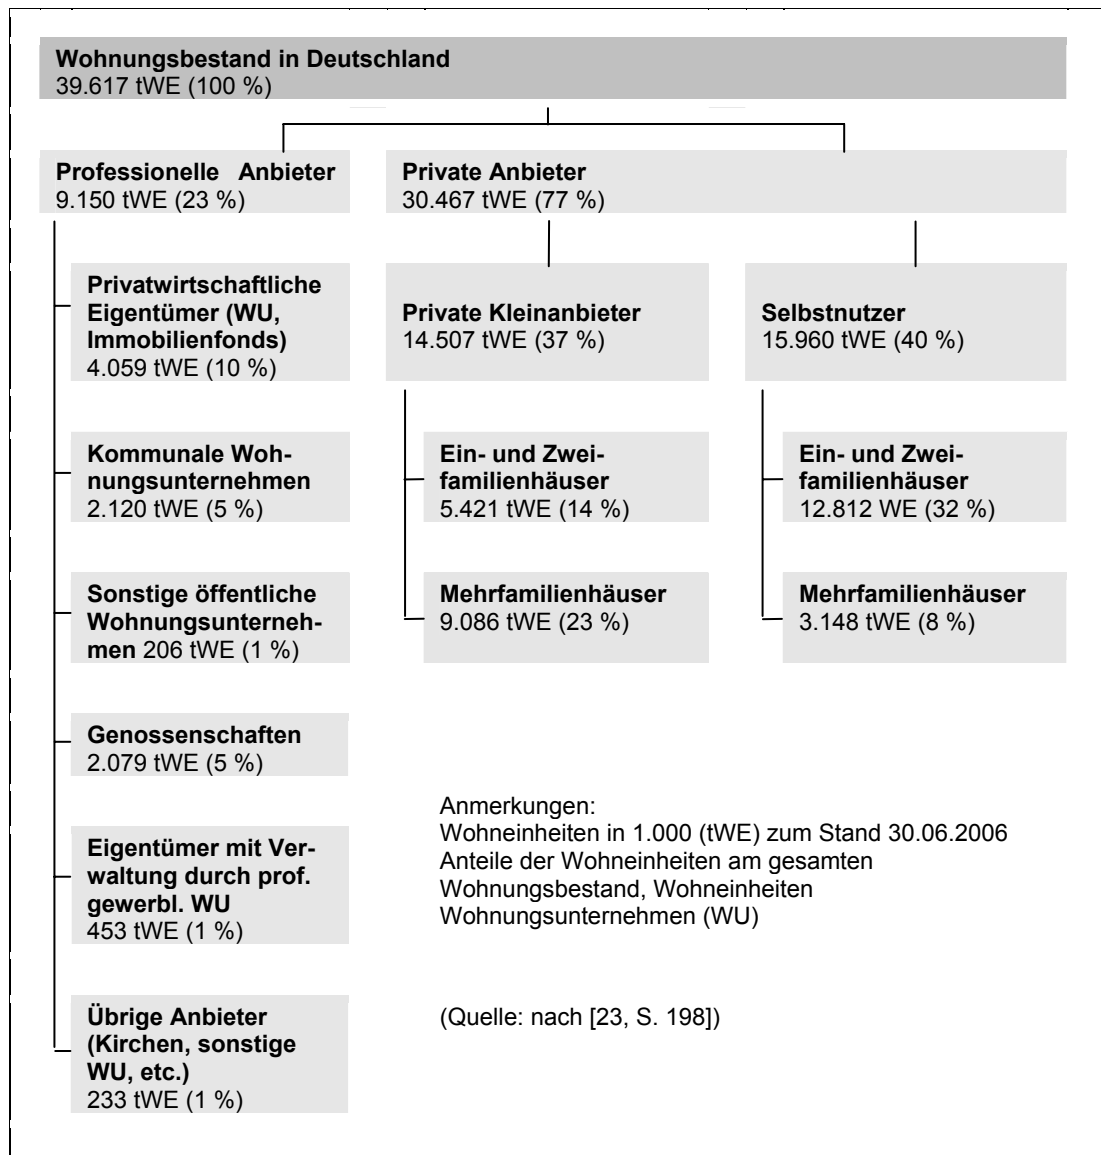 Wohnungsbestand in Deutschland
39.617 tWE (100 %)
Professionelle Anbieter
9.150 tWE (23 %)
Private Anbieter
30.467 tWE (77 %)
Privatwirtschaftliche
Eigentümer (WU,
Immobilienfonds)
4.059 tWE (10 %)
Private Kleinanbieter
14.507 tWE (37 %)
Selbstnutzer
15.960 tWE (40 %)
Kommunale Woh-
nungsunternehmen
2.120 tWE (5 %)
Ein- und Zwei-
familienhäuser
5.421 tWE (14 %)
Ein- und Zwei-
familienhäuser
12.812 WE (32 %)
Sonstige öffentliche
Wohnungsunterneh-
men 206 tWE (1 %)
Mehrfamilienhäuser
9.086 tWE (23 %)
Mehrfamilienhäuser
3.148 tWE (8 %)
Genossenschaften
2.079 tWE (5 %)
Eigentümer mit Ver-
waltung durch prof.
gewerbl. WU
453 tWE (1 %)
Anmerkungen:
Wohneinheiten in 1.000 (tWE) zum Stand 30.06.2006
Anteile der Wohneinheiten am gesamten
Wohnungsbestand, Wohneinheiten
Wohnungsunternehmen (WU)
Übrige Anbieter
(Kirchen, sonstige
WU, etc.)
233 tWE (1 %)
(Quelle: nach [23, S. 198])